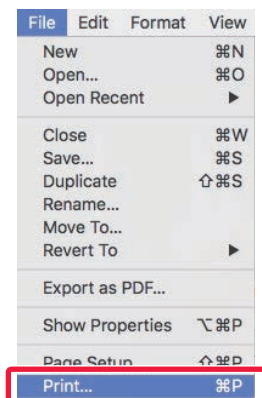 File Edit Format View
New ⌘N
Open... ⌘O
Open Recent ▶
Close ⌘W
Save... ⌘S
Duplicate ⇧⌘S
Rename...
Move To...
Revert To ▶
Export as PDF...
Show Properties ⌥⌘P
Page Setup ⇧⌘P
Print... ⌘P